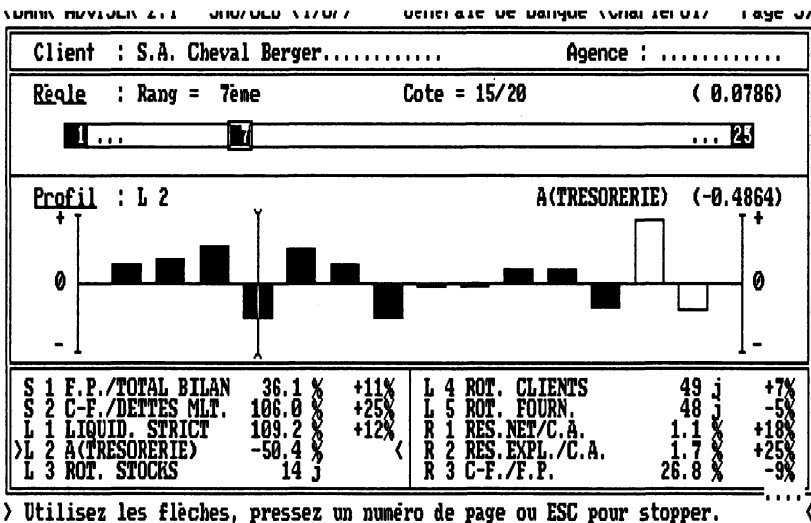 Client : S.A. Cheval Berger............ Agence : ............
Règle : Rang = 7ème Cote = 15/20 ( 0.0786)
1 ... 7 ... 25
Profil : L 2 A(TRESORERIE) (-0.4864)
+ +
0 0
- -
S 1 F.P./TOTAL BILAN 36.1 % +11% L 4 ROT. CLIENTS 49 j +7%
S 2 C-F./DETTES MLT. 106.0 % +25% L 5 ROT. FOURN. 48 j -5%
L 1 LIQUID. STRICT 109.2 % +12% R 1 RES.NET/C.A. 1.1 % +18%
>L 2 A(TRESORERIE) -50.4 % < R 2 RES.EXPL./C.A. 1.7 % +25%
L 3 ROT. STOCKS 14 j R 3 C-F./F.P. 26.8 % -9%
> Utilisez les flèches, pressez un numéro de page ou ESC pour stopper.